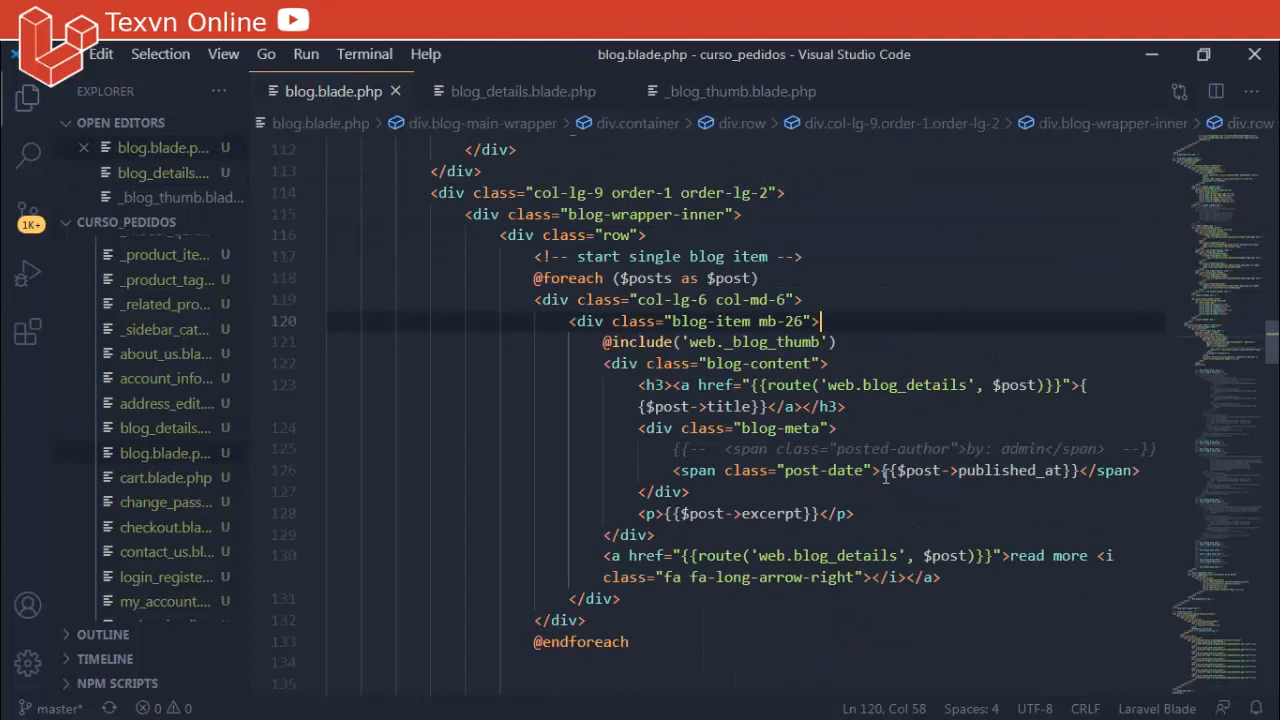 Texvn Online
Edit Selection View Go Run Terminal Help
blog.blade.php - curso_pedidos - Visual Studio Code
EXPLORER
blog.blade.php
blog_details.blade.php
_blog_thumb.blade.php
OPEN EDITORS
blog.blade.p... U
blog_details.... U
_blog_thumb.blad...
CURSO_PEDIDOS
1K+
_product_ite... U
_product_tag... U
_related_pro... U
_sidebar_cat... U
about_us.bla... U
account_info... U
address_edit.... U
blog_details.... U
blog.blade.p... U
cart.blade.php U
change_pass... U
checkout.bla... U
contact_us.bl... U
login_registe... U
my_account.... U
OUTLINE
TIMELINE
NPM SCRIPTS
blog.blade.php > div.blog-main-wrapper > div.container > div.row > div.col-lg-9.order-1.order-lg-2 > div.blog-wrapper-inner > div.row
112 </div>
113 </div>
114 <div class="col-lg-9 order-1 order-lg-2">
115 <div class="blog-wrapper-inner">
116 <div class="row">
117 <!-- start single blog item -->
118 @foreach ($posts as $post)
119 <div class="col-lg-6 col-md-6">
120 <div class="blog-item mb-26">
121 @include('web._blog_thumb')
122 <div class="blog-content">
123 <h3><a href="{{route('web.blog_details', $post)}}">{
{$post->title}}</a></h3>
124 <div class="blog-meta">
125 {{-- <span class="posted-author">by: admin</span> --}}
126 <span class="post-date">{{$post->published_at}}</span>
127 </div>
128 <p>{{$post->excerpt}}</p>
129 </div>
130 <a href="{{route('web.blog_details', $post)}}">read more <i
class="fa fa-long-arrow-right"></i></a>
131 </div>
132 </div>
133 @endforeach
134
135
master* 0 0 Ln 120, Col 58 Spaces: 4 UTF-8 CRLF Laravel Blade